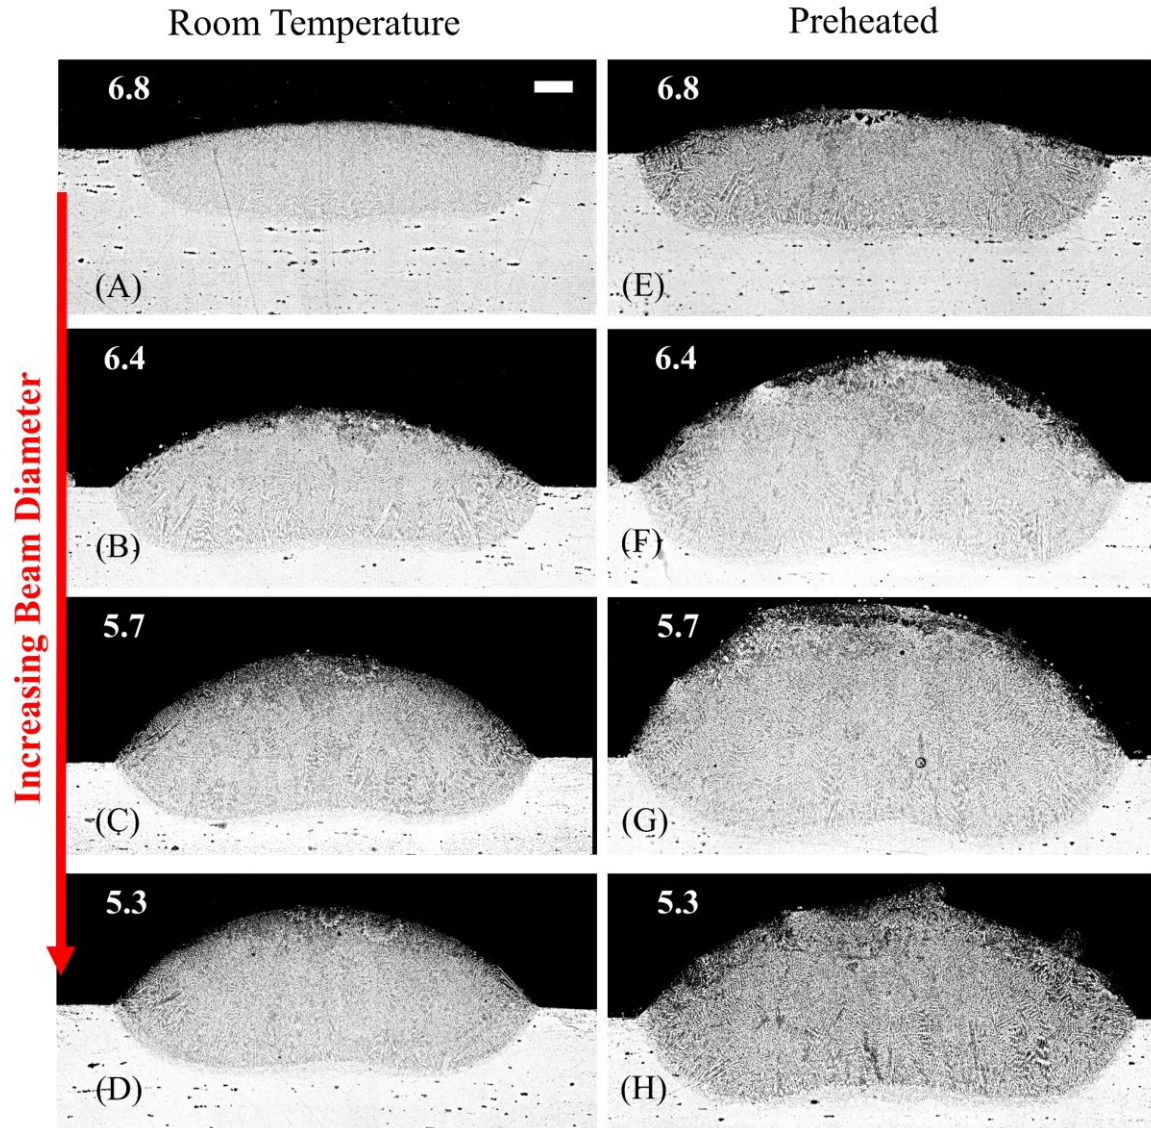 Room Temperature
Preheated
Increasing Beam Diameter
6.8
(A)
6.8
(E)
6.4
(B)
6.4
(F)
5.7
(C)
5.7
(G)
5.3
(D)
5.3
(H)